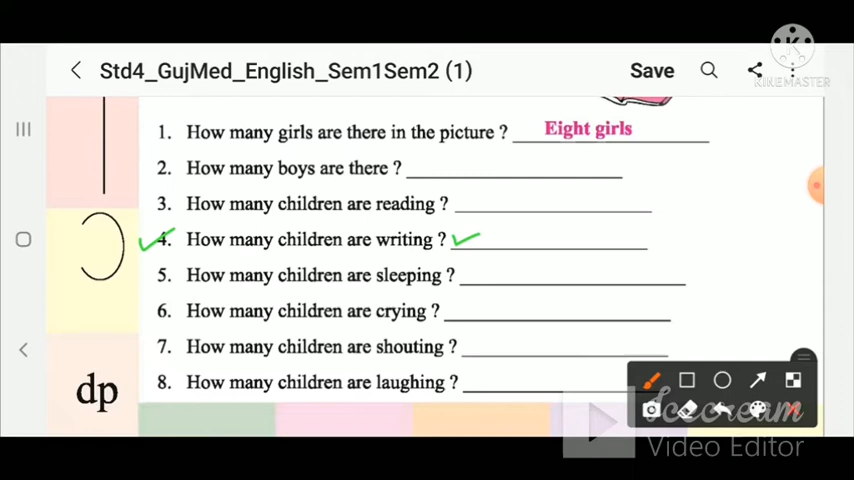 K
KINEMASTER
Std4_GujMed_English_Sem1Sem2 (1)
Save
1. How many girls are there in the picture ? Eight girls
2. How many boys are there ?
3. How many children are reading ?
4. How many children are writing ?
5. How many children are sleeping ?
6. How many children are crying ?
7. How many children are shouting ?
8. How many children are laughing ?
dp
Icecream
Video Editor